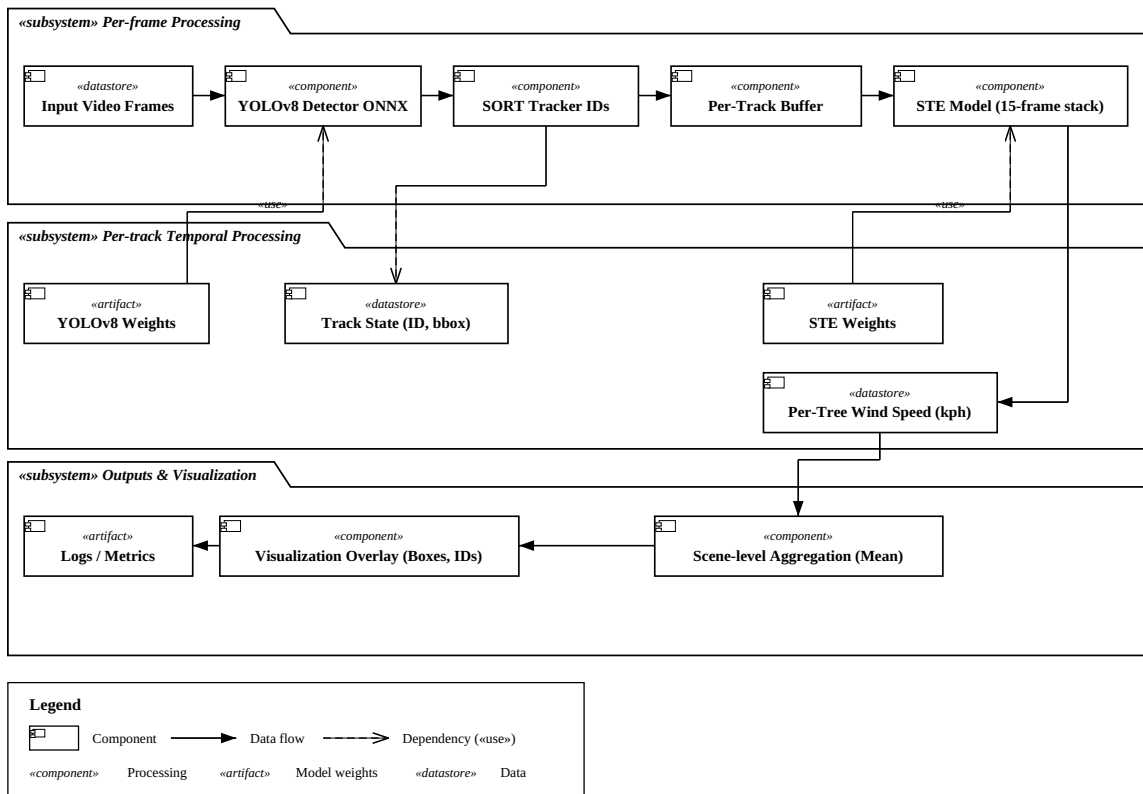 «subsystem» Per-frame Processing
«datastore»
Input Video Frames
«component»
YOLOv8 Detector ONNX
«component»
SORT Tracker IDs
«component»
Per-Track Buffer
«component»
STE Model (15-frame stack)
«use»
«use»
«subsystem» Per-track Temporal Processing
«artifact»
YOLOv8 Weights
«datastore»
Track State (ID, bbox)
«artifact»
STE Weights
«datastore»
Per-Tree Wind Speed (kph)
«subsystem» Outputs & Visualization
«artifact»
Logs / Metrics
«component»
Visualization Overlay (Boxes, IDs)
«component»
Scene-level Aggregation (Mean)
Legend
Component Data flow Dependency («use»)
«component» Processing «artifact» Model weights «datastore» Data